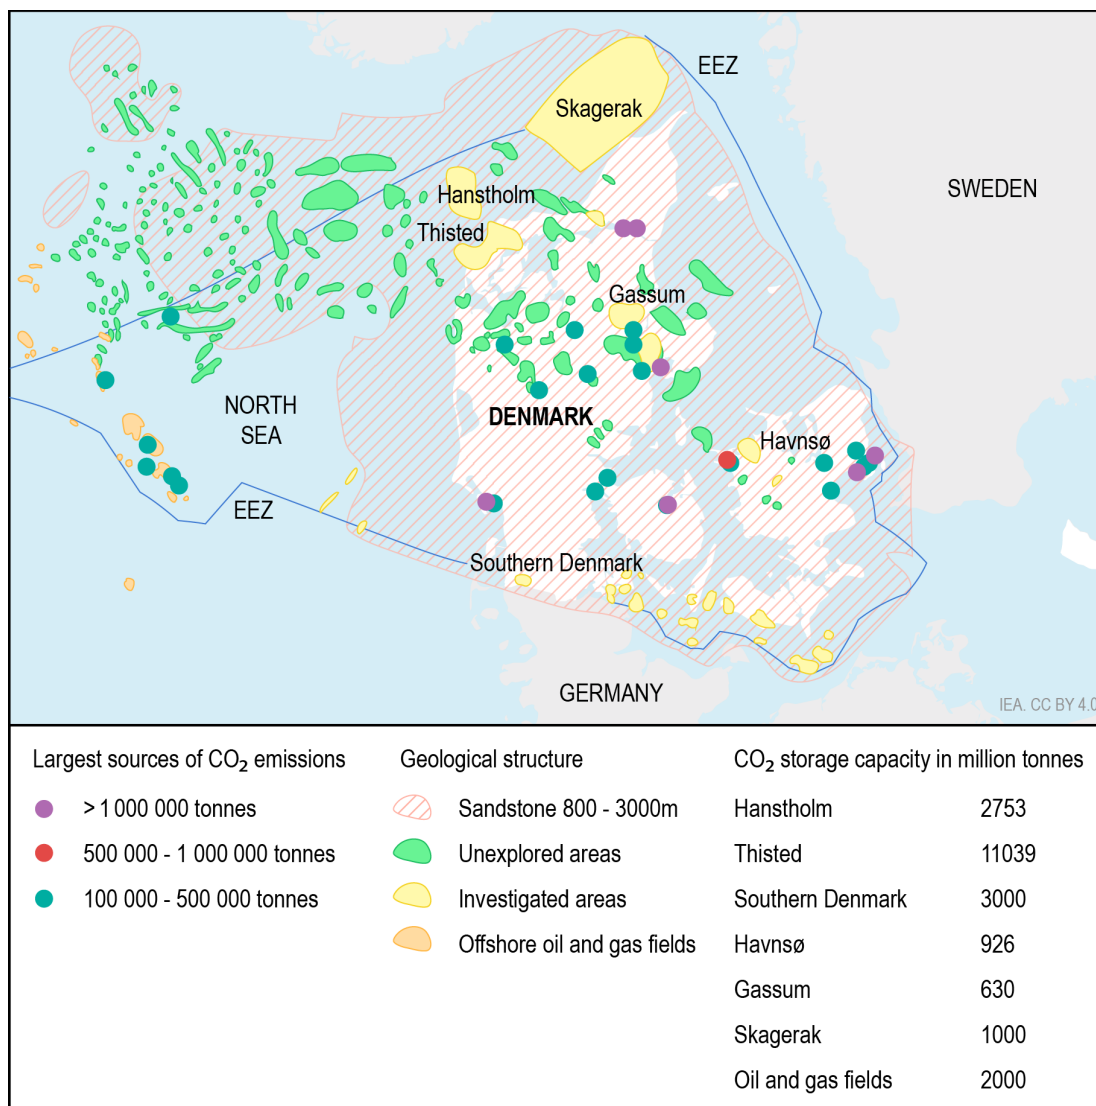 EEZ
Skagerak
SWEDEN
Hanstholm
Thisted
Gassum
NORTH
SEA
DENMARK
Havnsø
EEZ
Southern Denmark
GERMANY
IEA. CC BY 4.0
Largest sources of CO₂ emissions
> 1 000 000 tonnes
500 000 - 1 000 000 tonnes
100 000 - 500 000 tonnes
Geological structure
Sandstone 800 - 3000m
Unexplored areas
Investigated areas
Offshore oil and gas fields
CO₂ storage capacity in million tonnes
Hanstholm 2753
Thisted 11039
Southern Denmark 3000
Havnsø 926
Gassum 630
Skagerak 1000
Oil and gas fields 2000